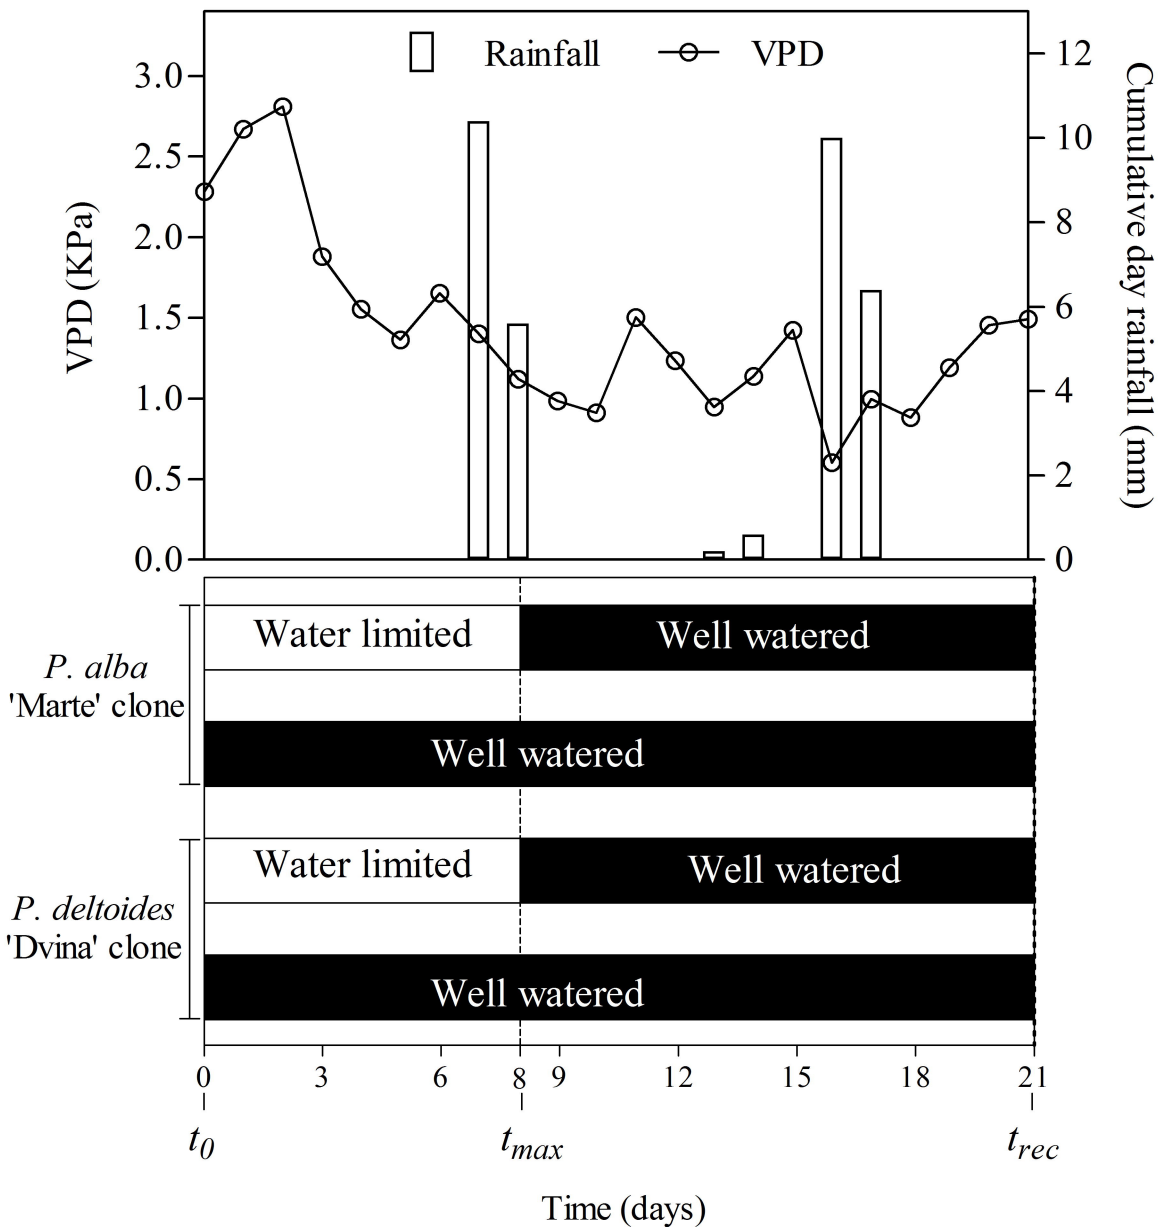 Rainfall VPD
3.0
2.5
2.0
1.5
1.0
0.5
0.0
VPD (KPa)
12
10
8
6
4
2
0
Cumulative day rainfall (mm)
Water limited Well watered
P. alba
'Marte' clone
Well watered
Water limited Well watered
P. deltoides
'Dvina' clone
Well watered
0 3 6 8 9 12 15 18 21
t0 tmax trec
Time (days)